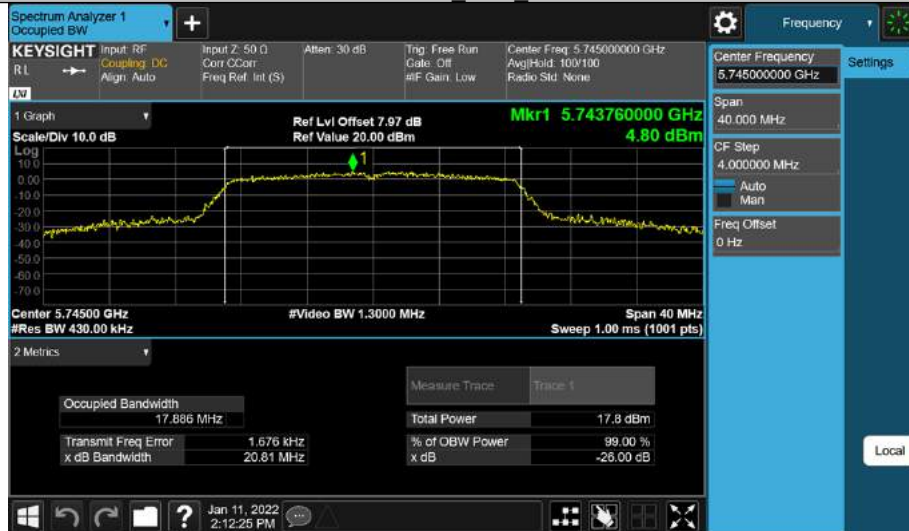 Spectrum Analyzer 1
Occupied BW
Frequency
KEYSIGHT
RL
LXI
Input: RF
Coupling: DC
Align: Auto
Input Z: 50 Ω
Corr CCorr
Freq Ref: Int (S)
Atten: 30 dB
Trig: Free Run
Gate: Off
#IF Gain: Low
Center Freq: 5.745000000 GHz
Avg|Hold: 100/100
Radio Std: None
Center Frequency
5.745000000 GHz
Settings
Span
40.000 MHz
CF Step
4.000000 MHz
Auto
Man
Freq Offset
0 Hz
Local
1 Graph
Scale/Div 10.0 dB
Ref Lvl Offset 7.97 dB
Ref Value 20.00 dBm
Mkr1 5.743760000 GHz
4.80 dBm
Log
10.0
0.00
-10.0
-20.0
-30.0
-40.0
-50.0
-60.0
-70.0
1
Center 5.74500 GHz
#Res BW 430.00 kHz
#Video BW 1.3000 MHz
Span 40 MHz
Sweep 1.00 ms (1001 pts)
2 Metrics
Measure Trace
Trace 1
Occupied Bandwidth
17.886 MHz
Total Power
17.8 dBm
Transmit Freq Error
1.676 kHz
% of OBW Power
99.00 %
x dB Bandwidth
20.81 MHz
x dB
-26.00 dB
Jan 11, 2022
2:12:25 PM